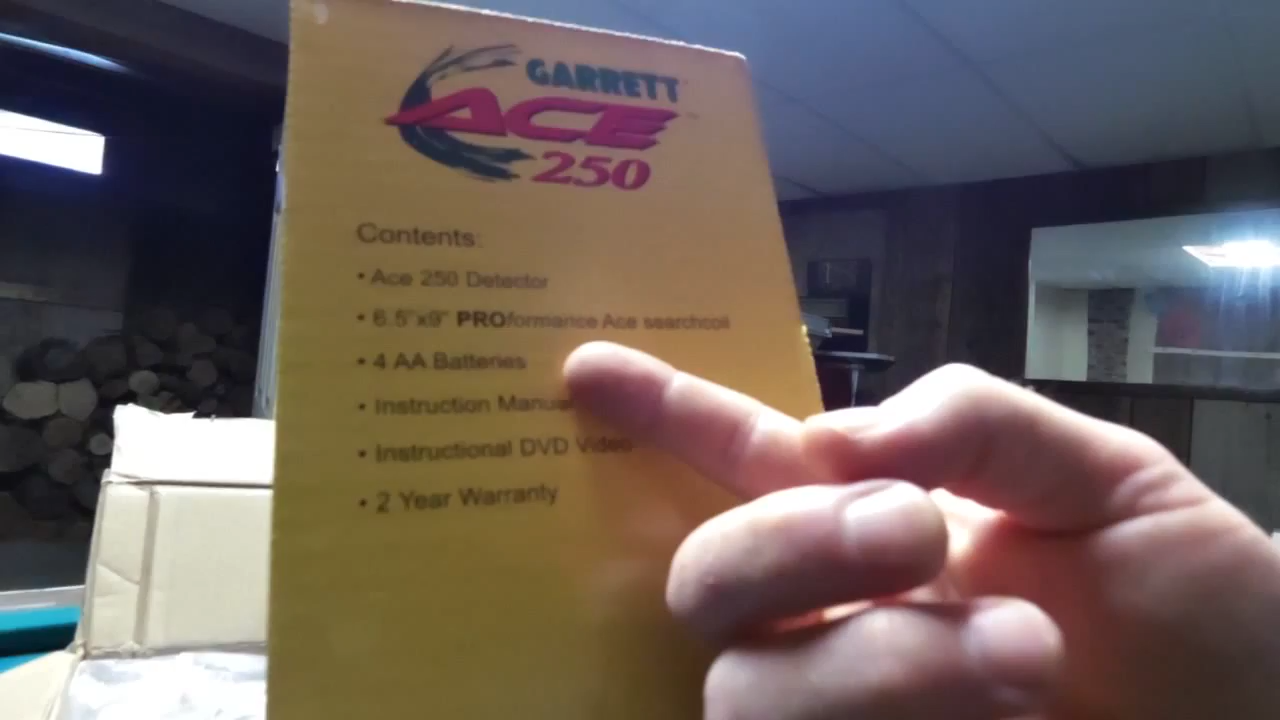 GARRETT
ACE
250
Contents:
• Ace 250 Detector
• 6.5"x9" PROformance Ace searchcoil
• 4 AA Batteries
• Instruction Manual
• Instructional DVD Video
• 2 Year Warranty